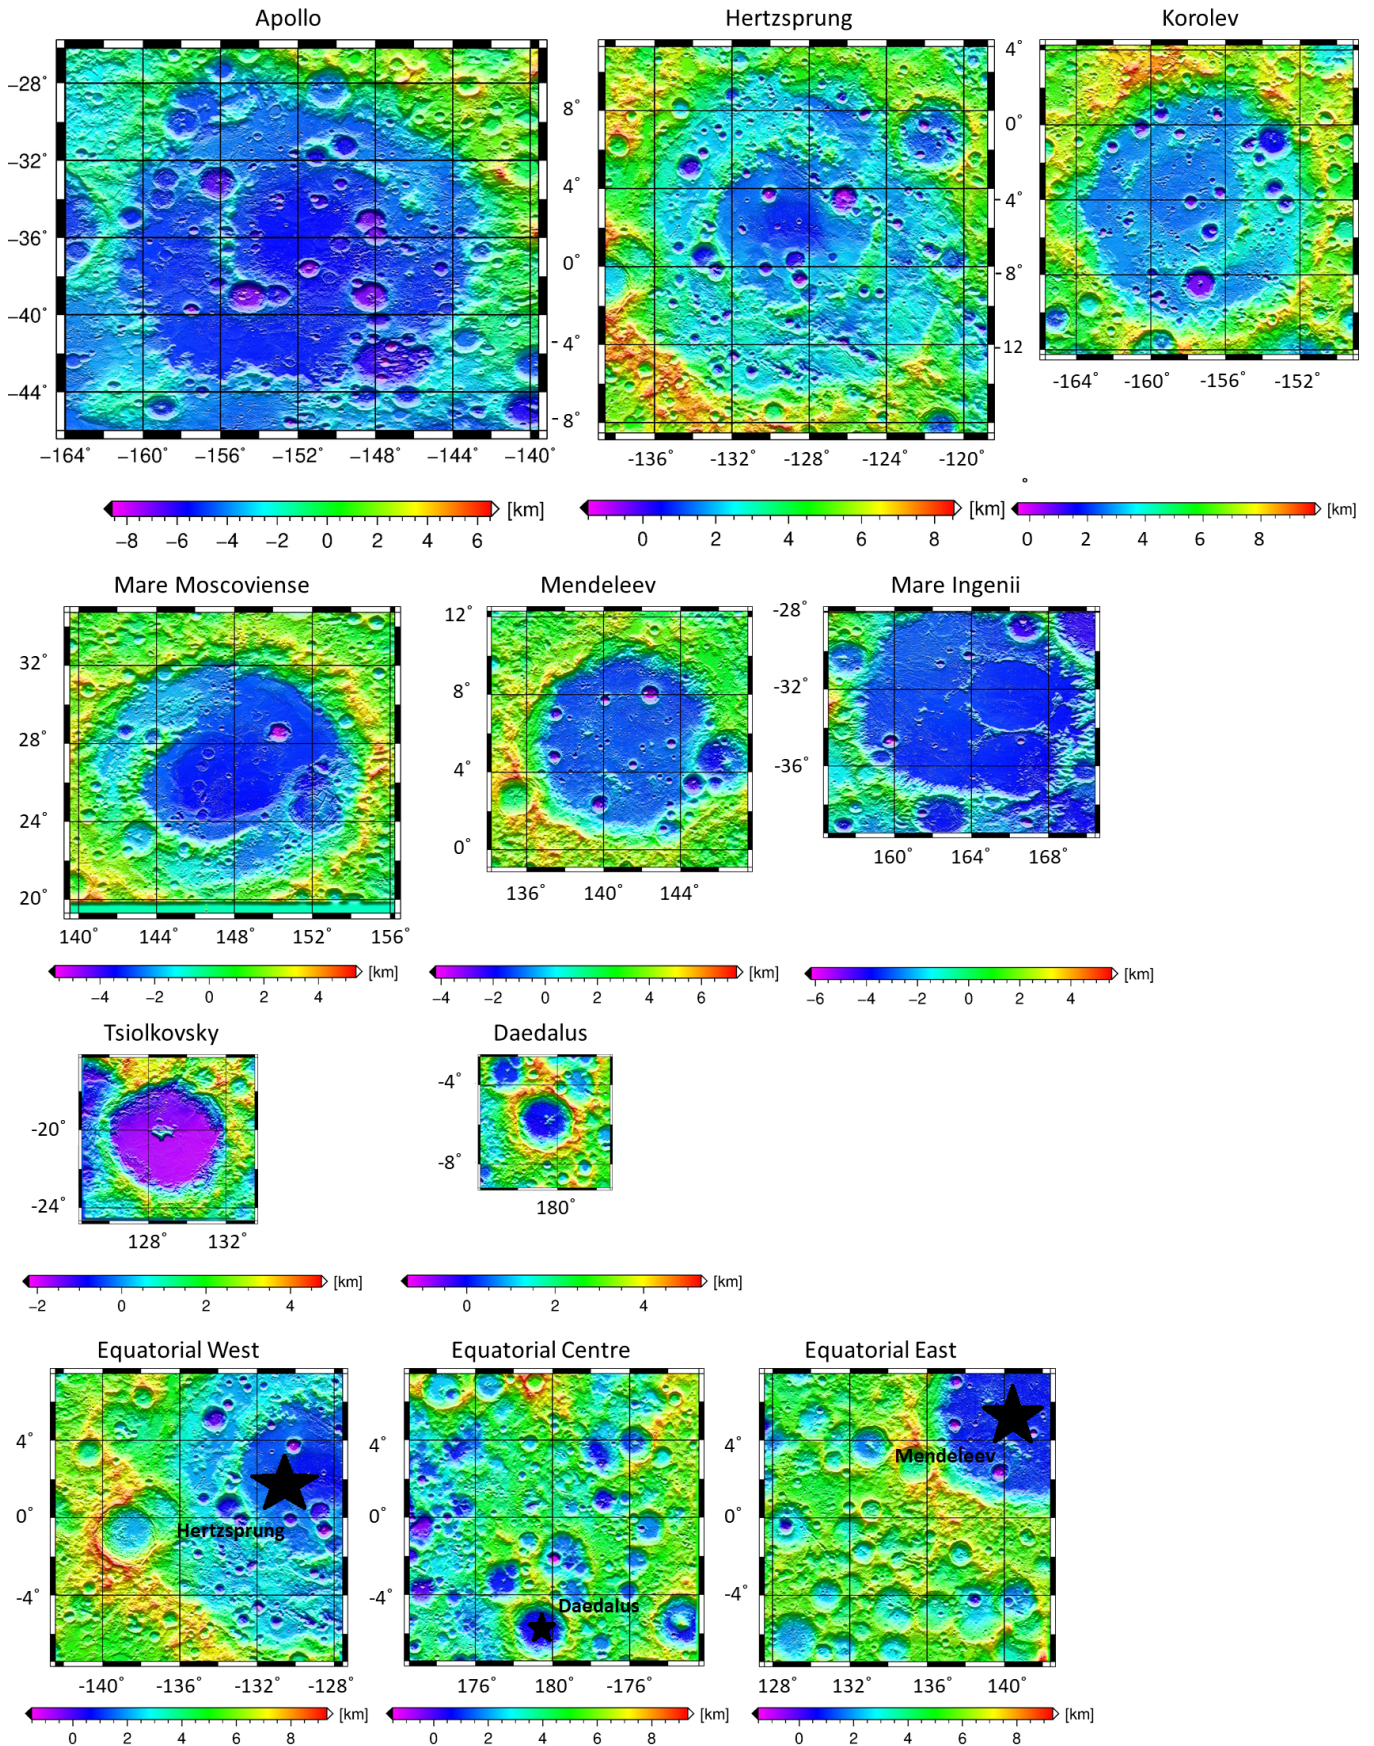 Apollo Hertzsprung Korolev
−28˚
−32˚
−36˚
−40˚
−44˚
8˚
4˚
0˚
- 4˚
- 8˚
4˚
0˚
- 4˚
- 8˚
- 12
−164˚ −160˚ −156˚ −152˚ −148˚ −144˚ −140˚
-136˚ -132˚ -128˚ -124˚ -120˚
-164˚ -160˚ -156˚ -152˚
˚
−8 −6 −4 −2 0 2 4 6 [km]
0 2 4 6 8 [km]
0 2 4 6 8 [km]
Mare Moscoviense Mendeleev Mare Ingenii
32˚
28˚
24˚
20˚
12˚
8˚
4˚
0˚
-28˚
-32˚
-36˚
140˚ 144˚ 148˚ 152˚ 156˚
136˚ 140˚ 144˚
160˚ 164˚ 168˚
−4 −2 0 2 4 [km]
−4 −2 0 2 4 6 [km]
−6 −4 −2 0 2 4 [km]
Tsiolkovsky Daedalus
-20˚
-24˚
-4˚
-8˚
128˚ 132˚
180˚
−2 0 2 4 [km]
0 2 4 [km]
Equatorial West Equatorial Centre Equatorial East
4˚
0˚
-4˚
Hertzsprung
4˚
0˚
-4˚
Daedalus
4˚
0˚
-4˚
Mendeleev
-140˚ -136˚ -132˚ -128˚
176˚ 180˚ -176˚
128˚ 132˚ 136˚ 140˚
0 2 4 6 8 [km]
0 2 4 6 8 [km]
0 2 4 6 8 [km]